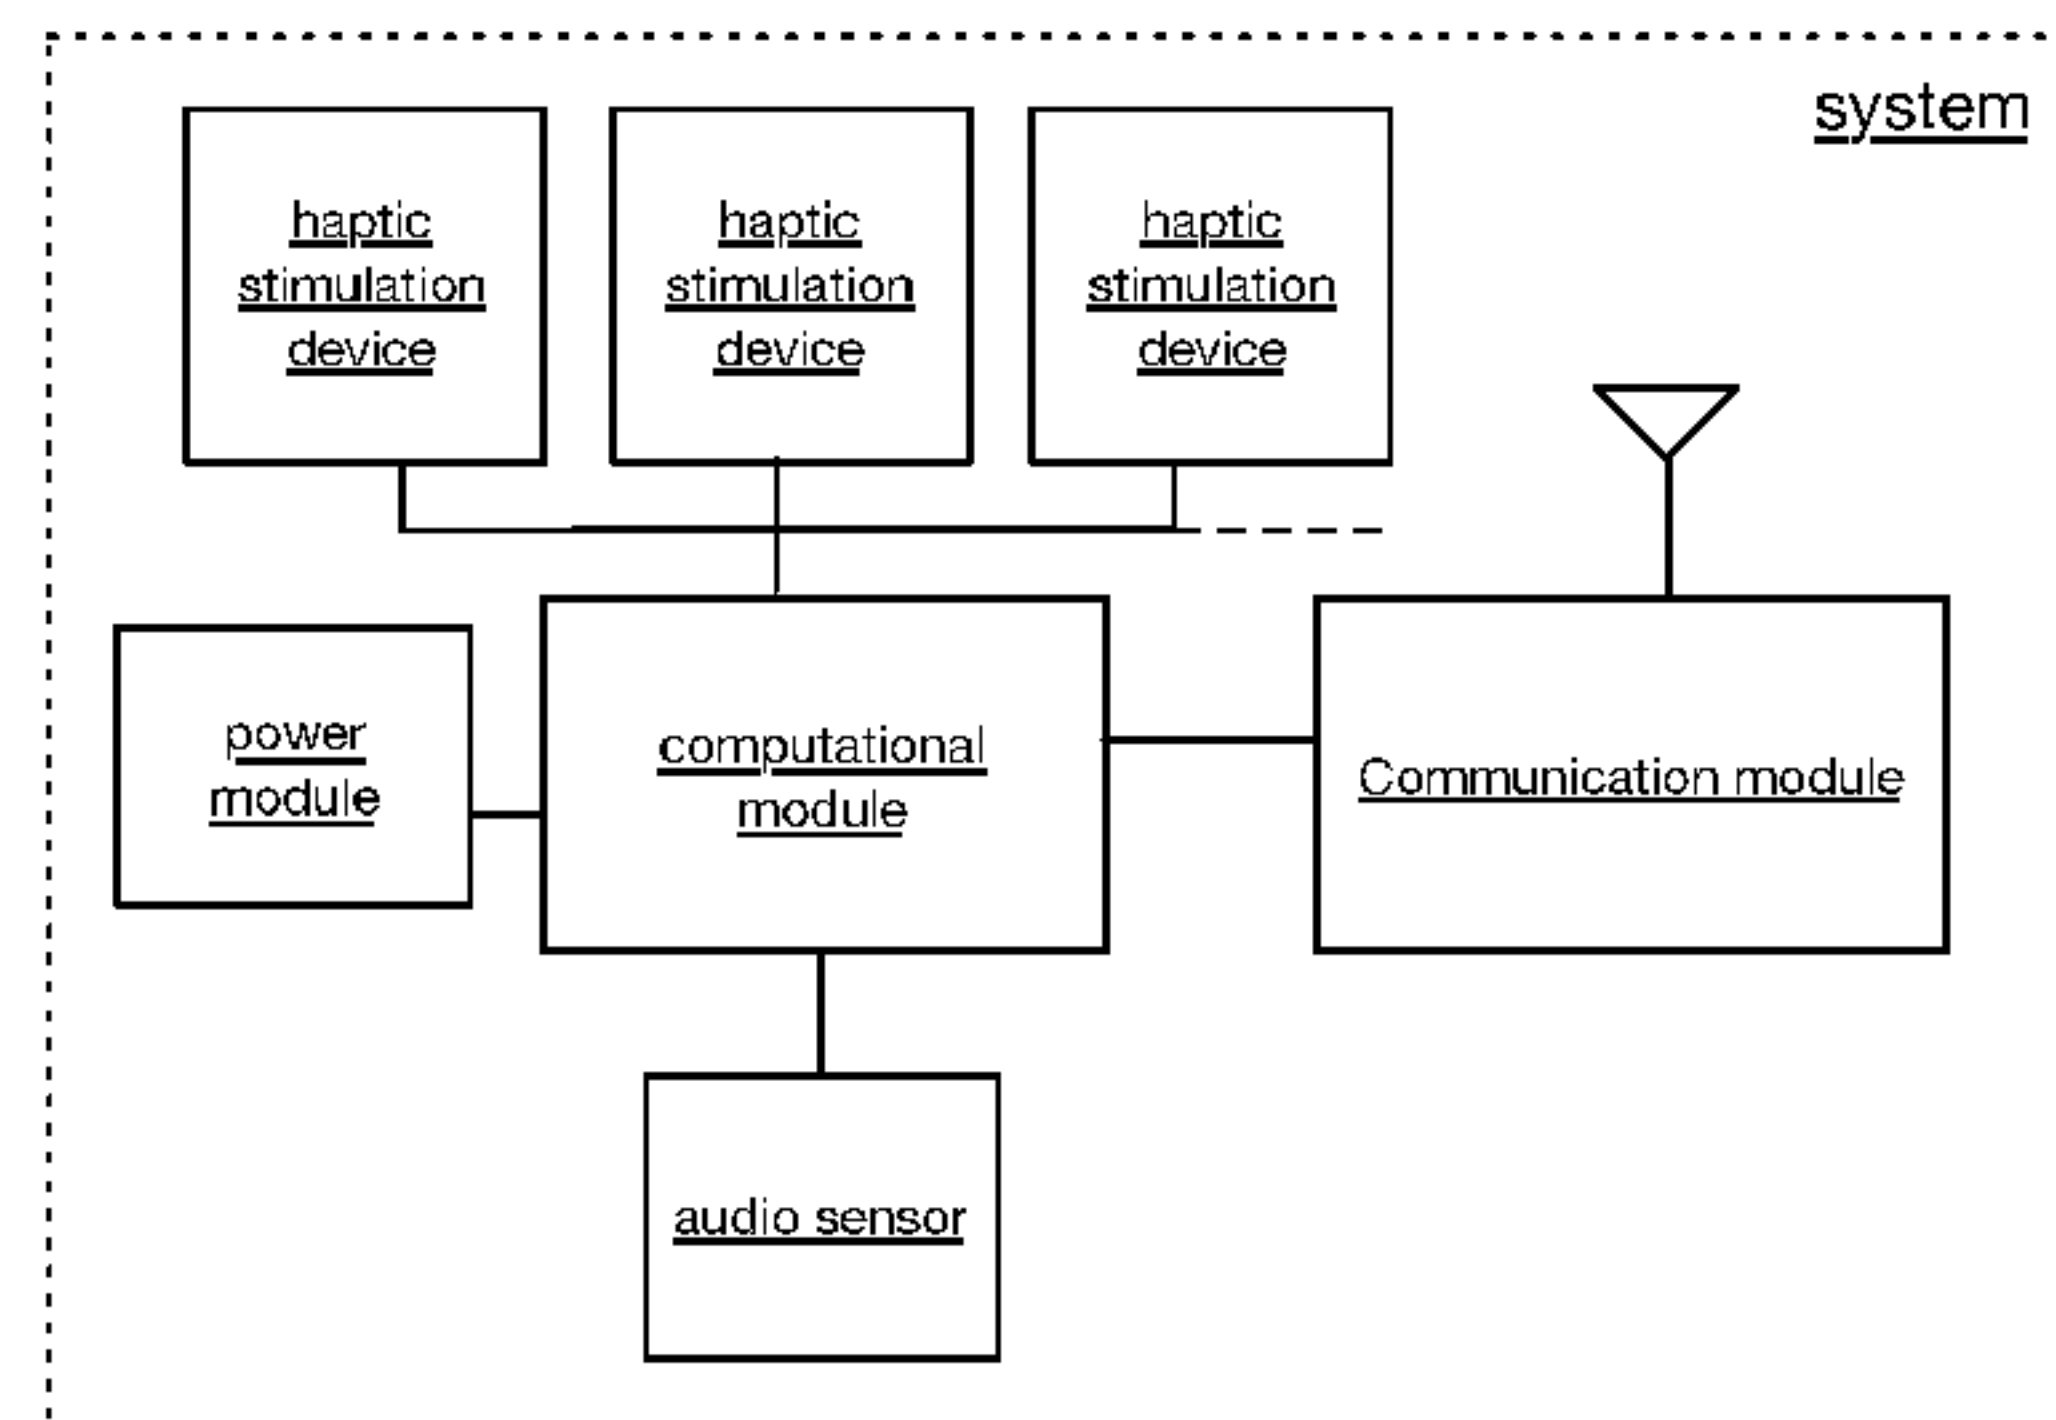 system
haptic
stimulation
device
haptic
stimulation
device
haptic
stimulation
device
power
module
computational
module
Communication module
audio sensor